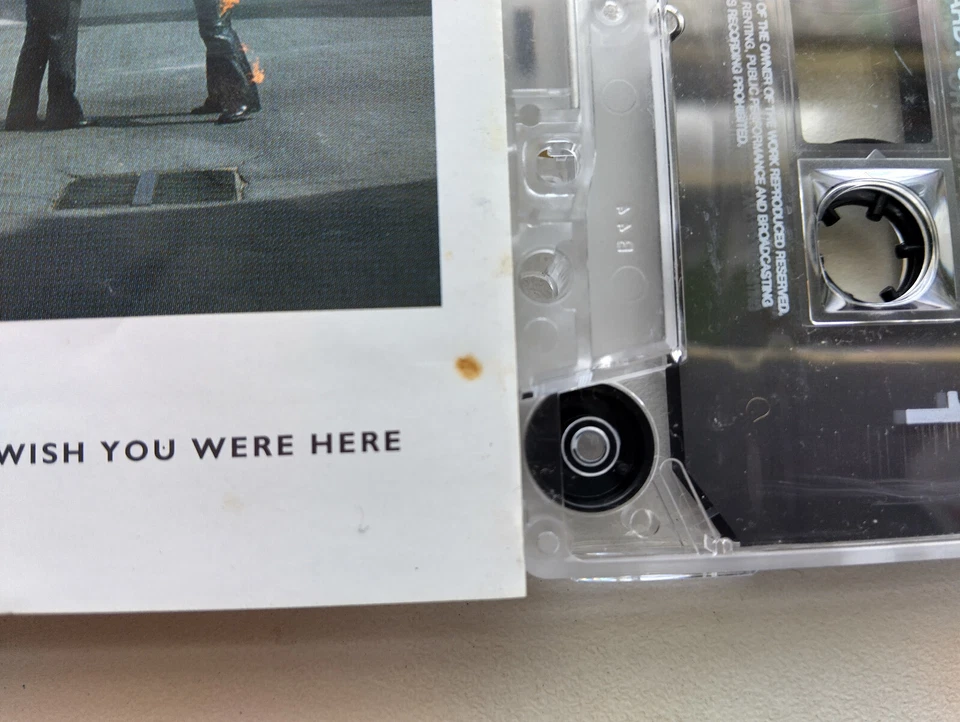 WISH YOU WERE HERE
OF THE OWNER OF THE WORK REPRODUCED RESERVED.
RENTING, PUBLIC PERFORMANCE AND BROADCASTING
RECORDING PROHIBITED.
1